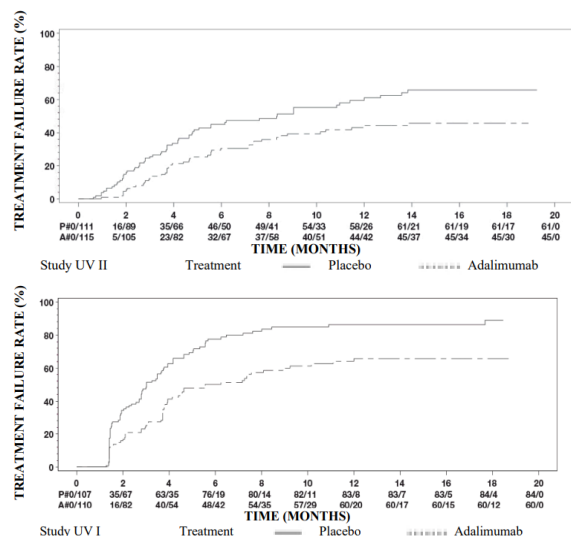 TREATMENT FAILURE RATE (%)
100
80
60
40
20
0
0 2 4 6 8 10 12 14 16 18 20
P#0/111 16/89 35/66 46/50 49/41 54/33 58/26 61/21 61/19 61/17 61/0
A#0/115 5/105 23/82 32/67 37/58 40/51 44/42 45/37 45/34 45/30 45/0
TIME (MONTHS)
Study UV II Treatment Placebo Adalimumab
TREATMENT FAILURE RATE (%)
100
80
60
40
20
0
0 2 4 6 8 10 12 14 16 18 20
P#0/107 35/67 63/35 76/19 80/14 82/11 83/8 83/7 83/5 84/4 84/0
A#0/110 16/82 40/54 48/42 54/35 57/29 60/20 60/17 60/15 60/12 60/0
TIME (MONTHS)
Study UV I Treatment Placebo Adalimumab